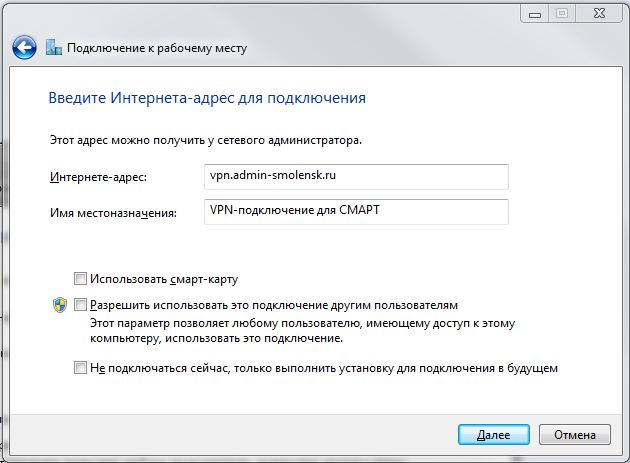 Подключение к рабочему месту
Введите Интернета-адрес для подключения
Этот адрес можно получить у сетевого администратора.
Интернете-адрес: vpn.admin-smolensk.ru
Имя местоназначения: VPN-подключение для СМАРТ
Использовать смарт-карту
Разрешить использовать это подключение другим пользователям
Этот параметр позволяет любому пользователю, имеющему доступ к этому
компьютеру, использовать это подключение.
Не подключаться сейчас, только выполнить установку для подключения в будущем
Далее Отмена